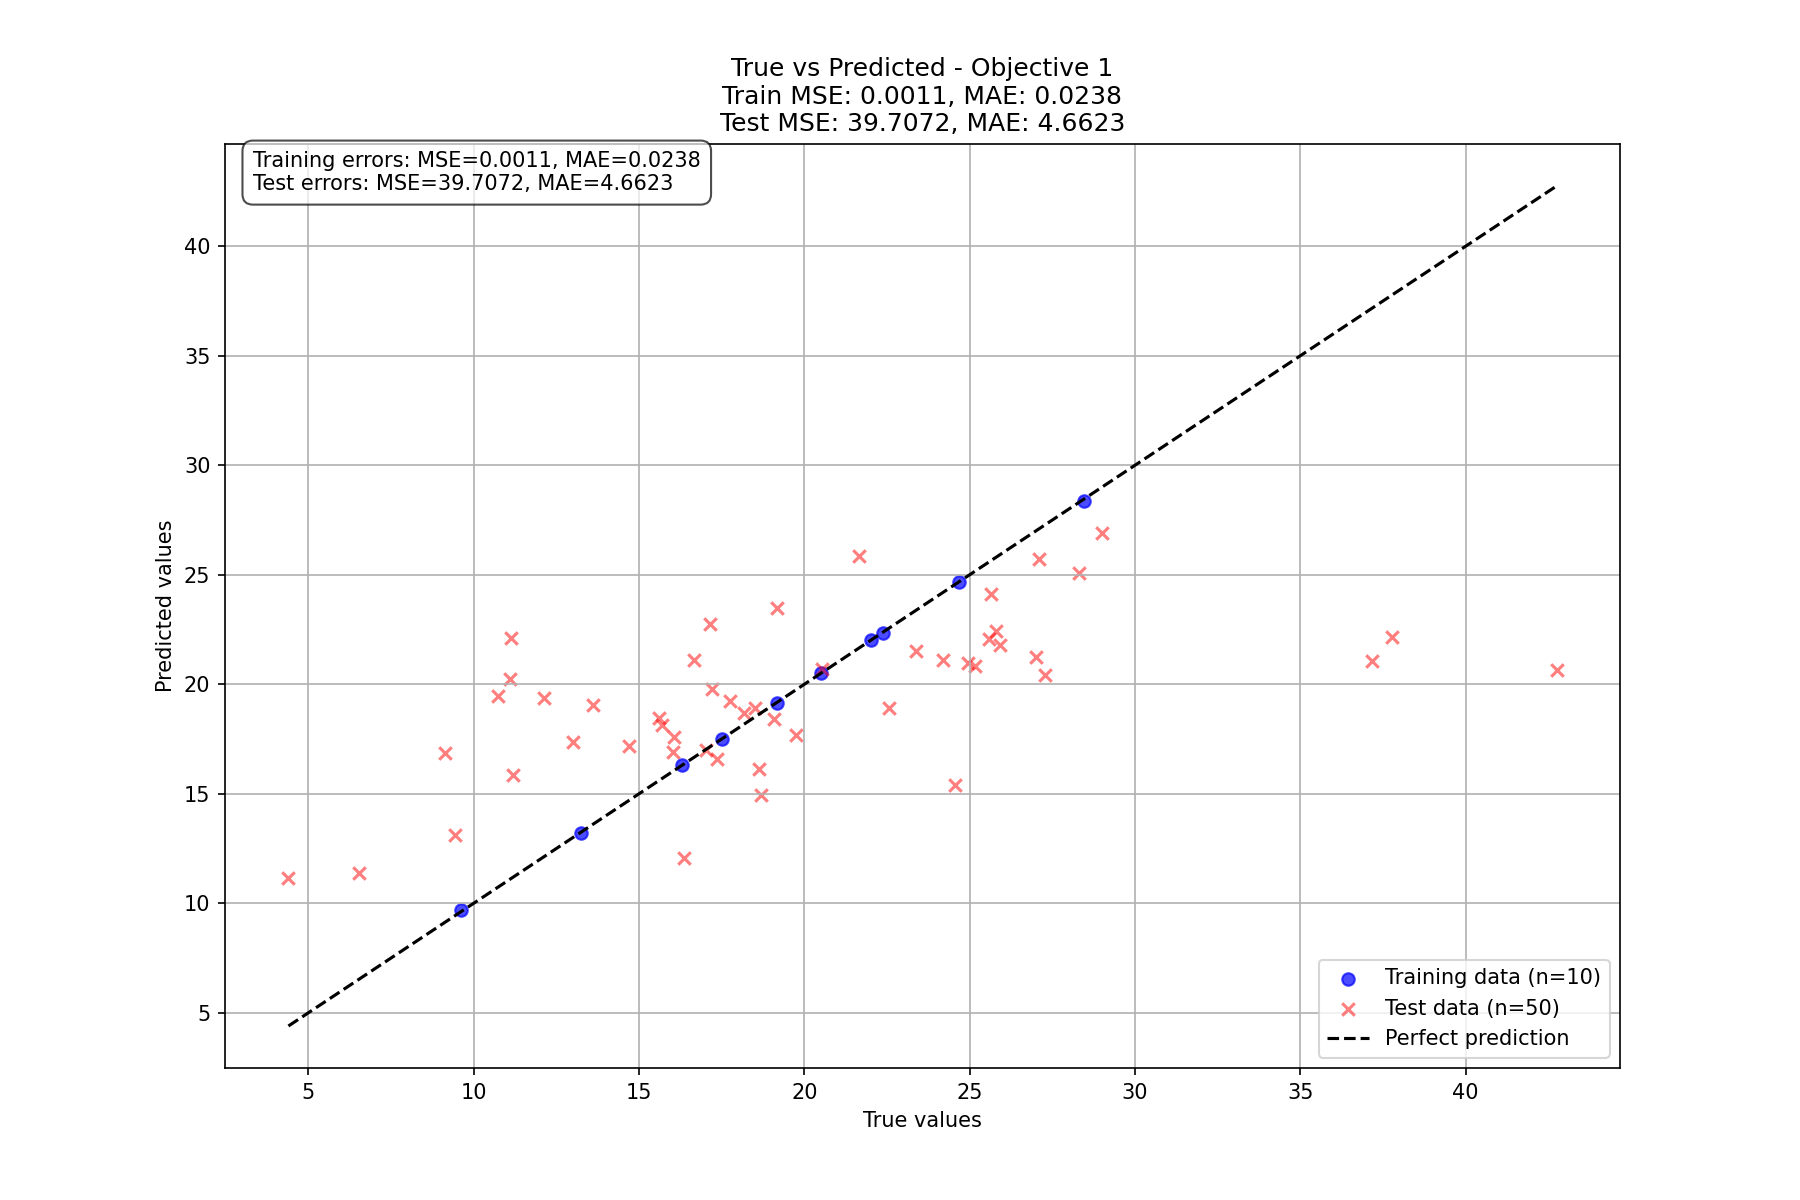 True vs Predicted - Objective 1
Train MSE: 0.0011, MAE: 0.0238
Test MSE: 39.7072, MAE: 4.6623
Training errors: MSE=0.0011, MAE=0.0238
Test errors: MSE=39.7072, MAE=4.6623
Predicted values
40
35
30
25
20
15
10
5
Training data (n=10)
Test data (n=50)
Perfect prediction
5 10 15 20 25 30 35 40
True values